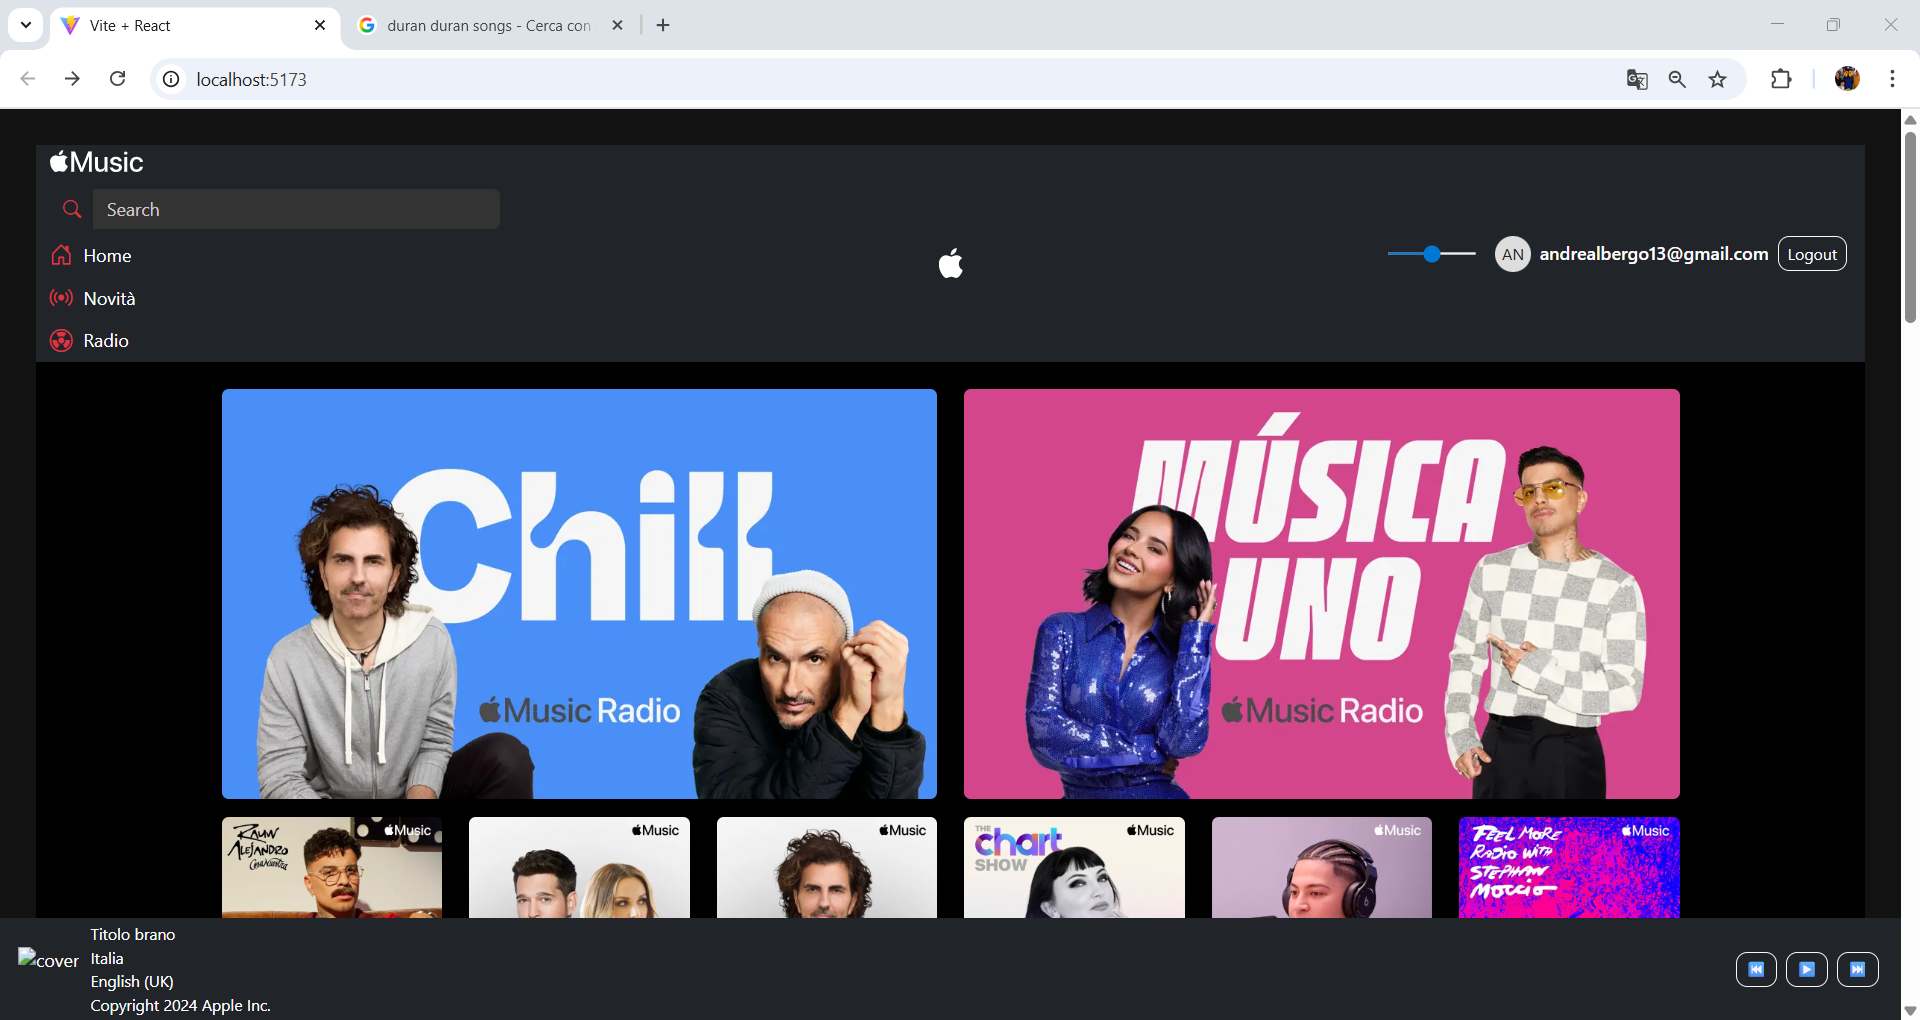 Vite + React
duran duran songs - Cerca con
localhost:5173
Music
Search
Home
Novità
Radio
AN
andrealbergo13@gmail.com
Logout
Chill
Music Radio
MÚSICA
UNO
Music Radio
RAUW
ALEJANDRO
Music
Music
Music
THE
chart
SHOW
Music
Music
FEEL MORE
RADIO WITH
STEPHAN
MOCCIO
Music
cover
Titolo brano
Italia
English (UK)
Copyright 2024 Apple Inc.